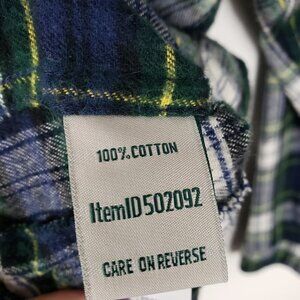 100% COTTON
ItemID502092
CARE ON REVERSE